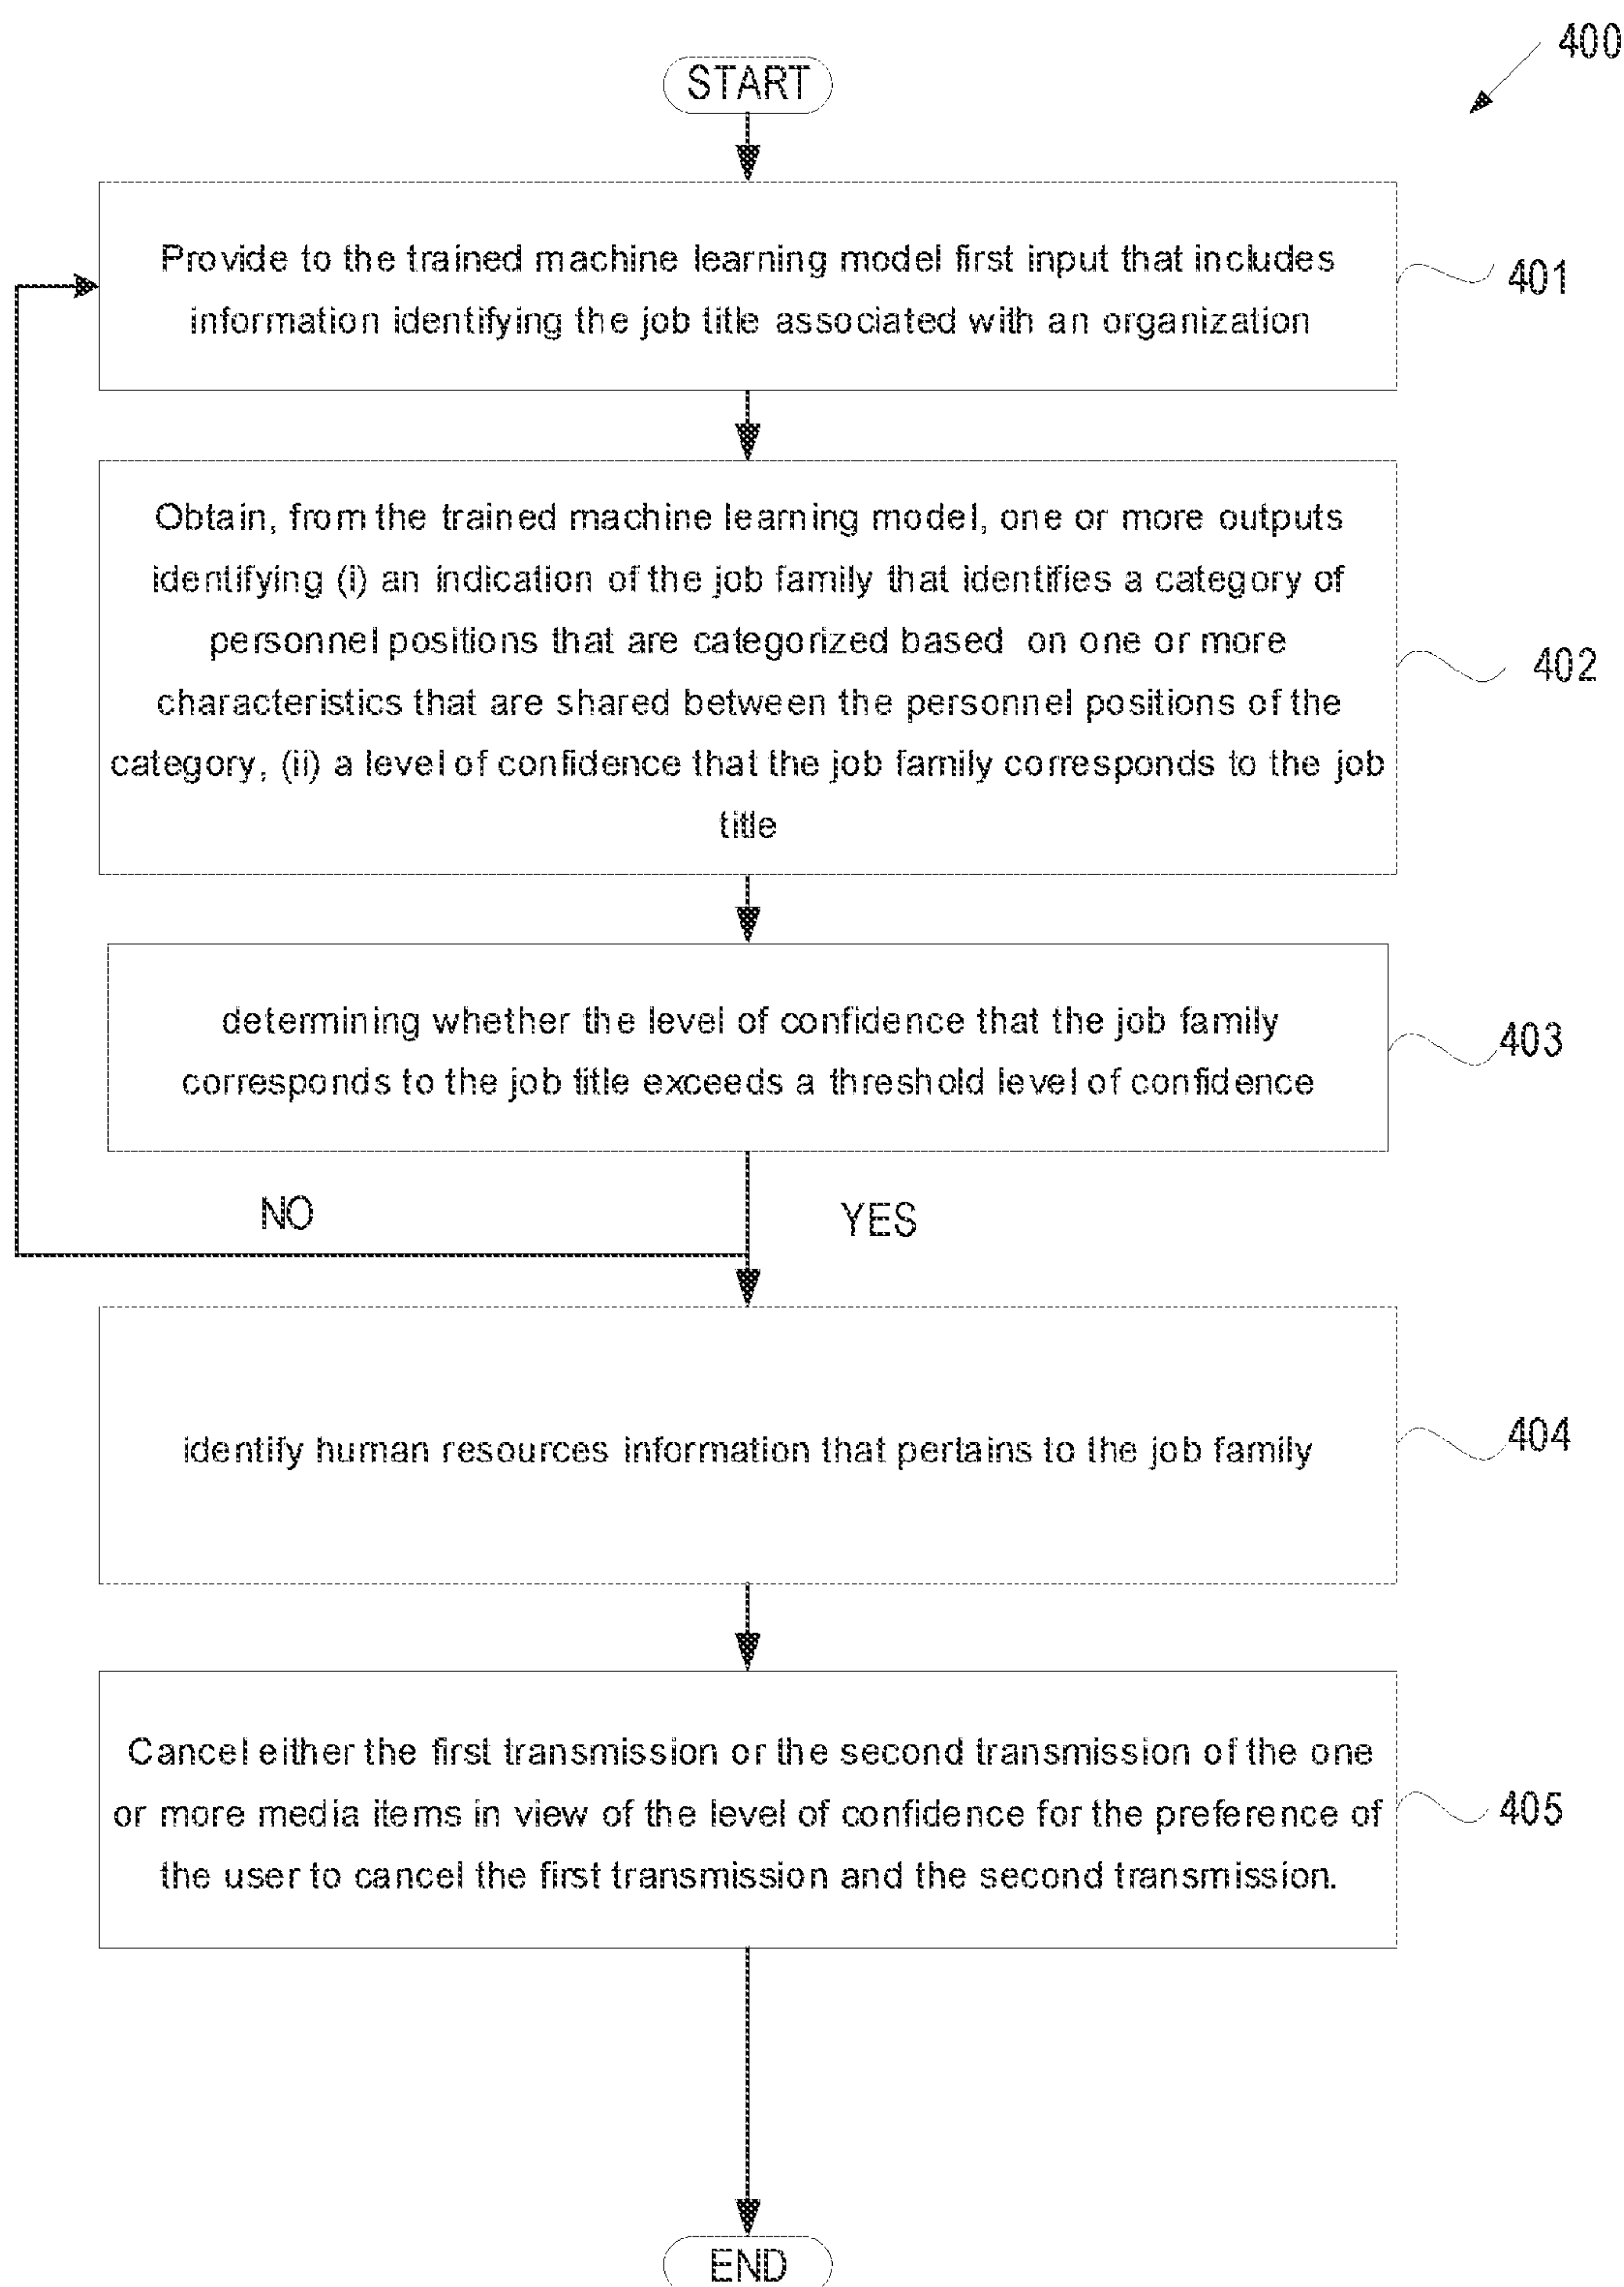 400
START
Provide to the trained machine learning model first input that includes
information identifying the job title associated with an organization
401
Obtain, from the trained machine learning model, one or more outputs
identifying (i) an indication of the job family that identifies a category of
personnel positions that are categorized based on one or more
characteristics that are shared between the personnel positions of the
category, (ii) a level of confidence that the job family corresponds to the job
title
402
determining whether the level of confidence that the job family
corresponds to the job title exceeds a threshold level of confidence
403
NO
YES
identify human resources information that pertains to the job family
404
Cancel either the first transmission or the second transmission of the one
or more media items in view of the level of confidence for the preference of
the user to cancel the first transmission and the second transmission.
405
END